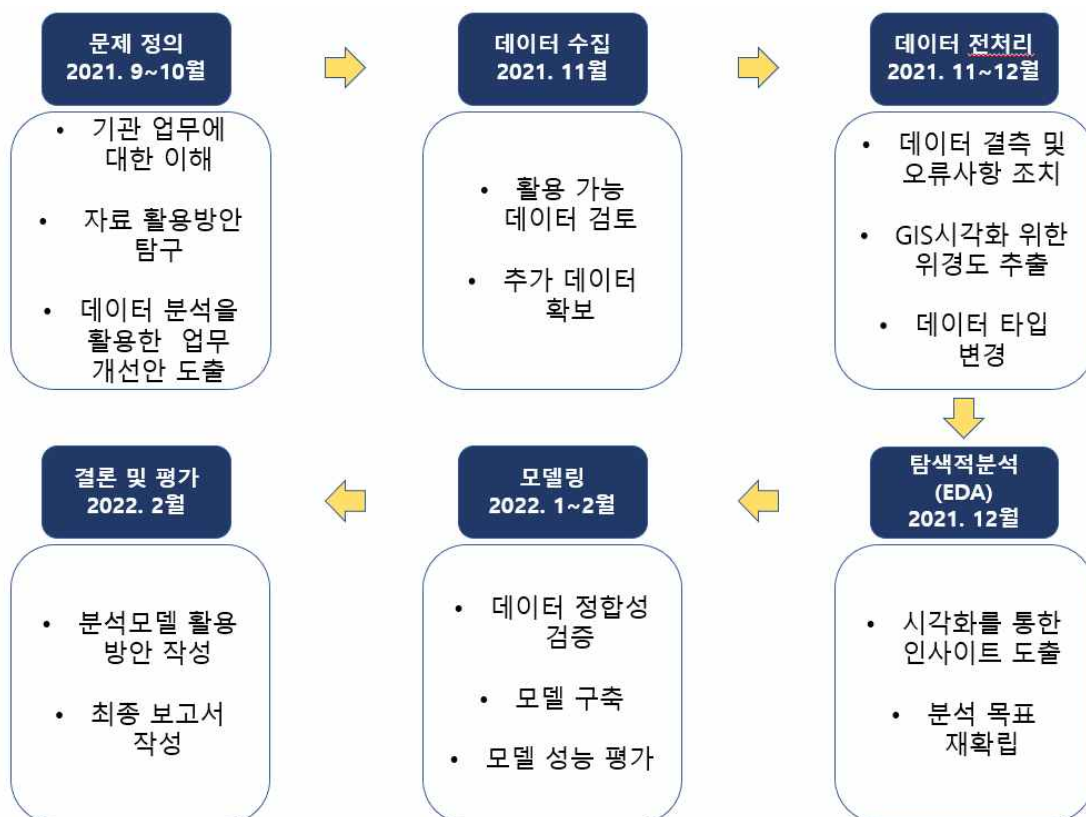 문제 정의
2021. 9~10월
• 기관 업무에
대한 이해
• 자료 활용방안
탐구
• 데이터 분석을
활용한 업무
개선안 도출
데이터 수집
2021. 11월
• 활용 가능
데이터 검토
• 추가 데이터
확보
데이터 전처리
2021. 11~12월
• 데이터 결측 및
오류사항 조치
• GIS시각화 위한
위경도 추출
• 데이터 타입
변경
탐색적분석
(EDA)
2021. 12월
• 시각화를 통한
인사이트 도출
• 분석 목표
재확립
모델링
2022. 1~2월
• 데이터 정합성
검증
• 모델 구축
• 모델 성능 평가
결론 및 평가
2022. 2월
• 분석모델 활용
방안 작성
• 최종 보고서
작성